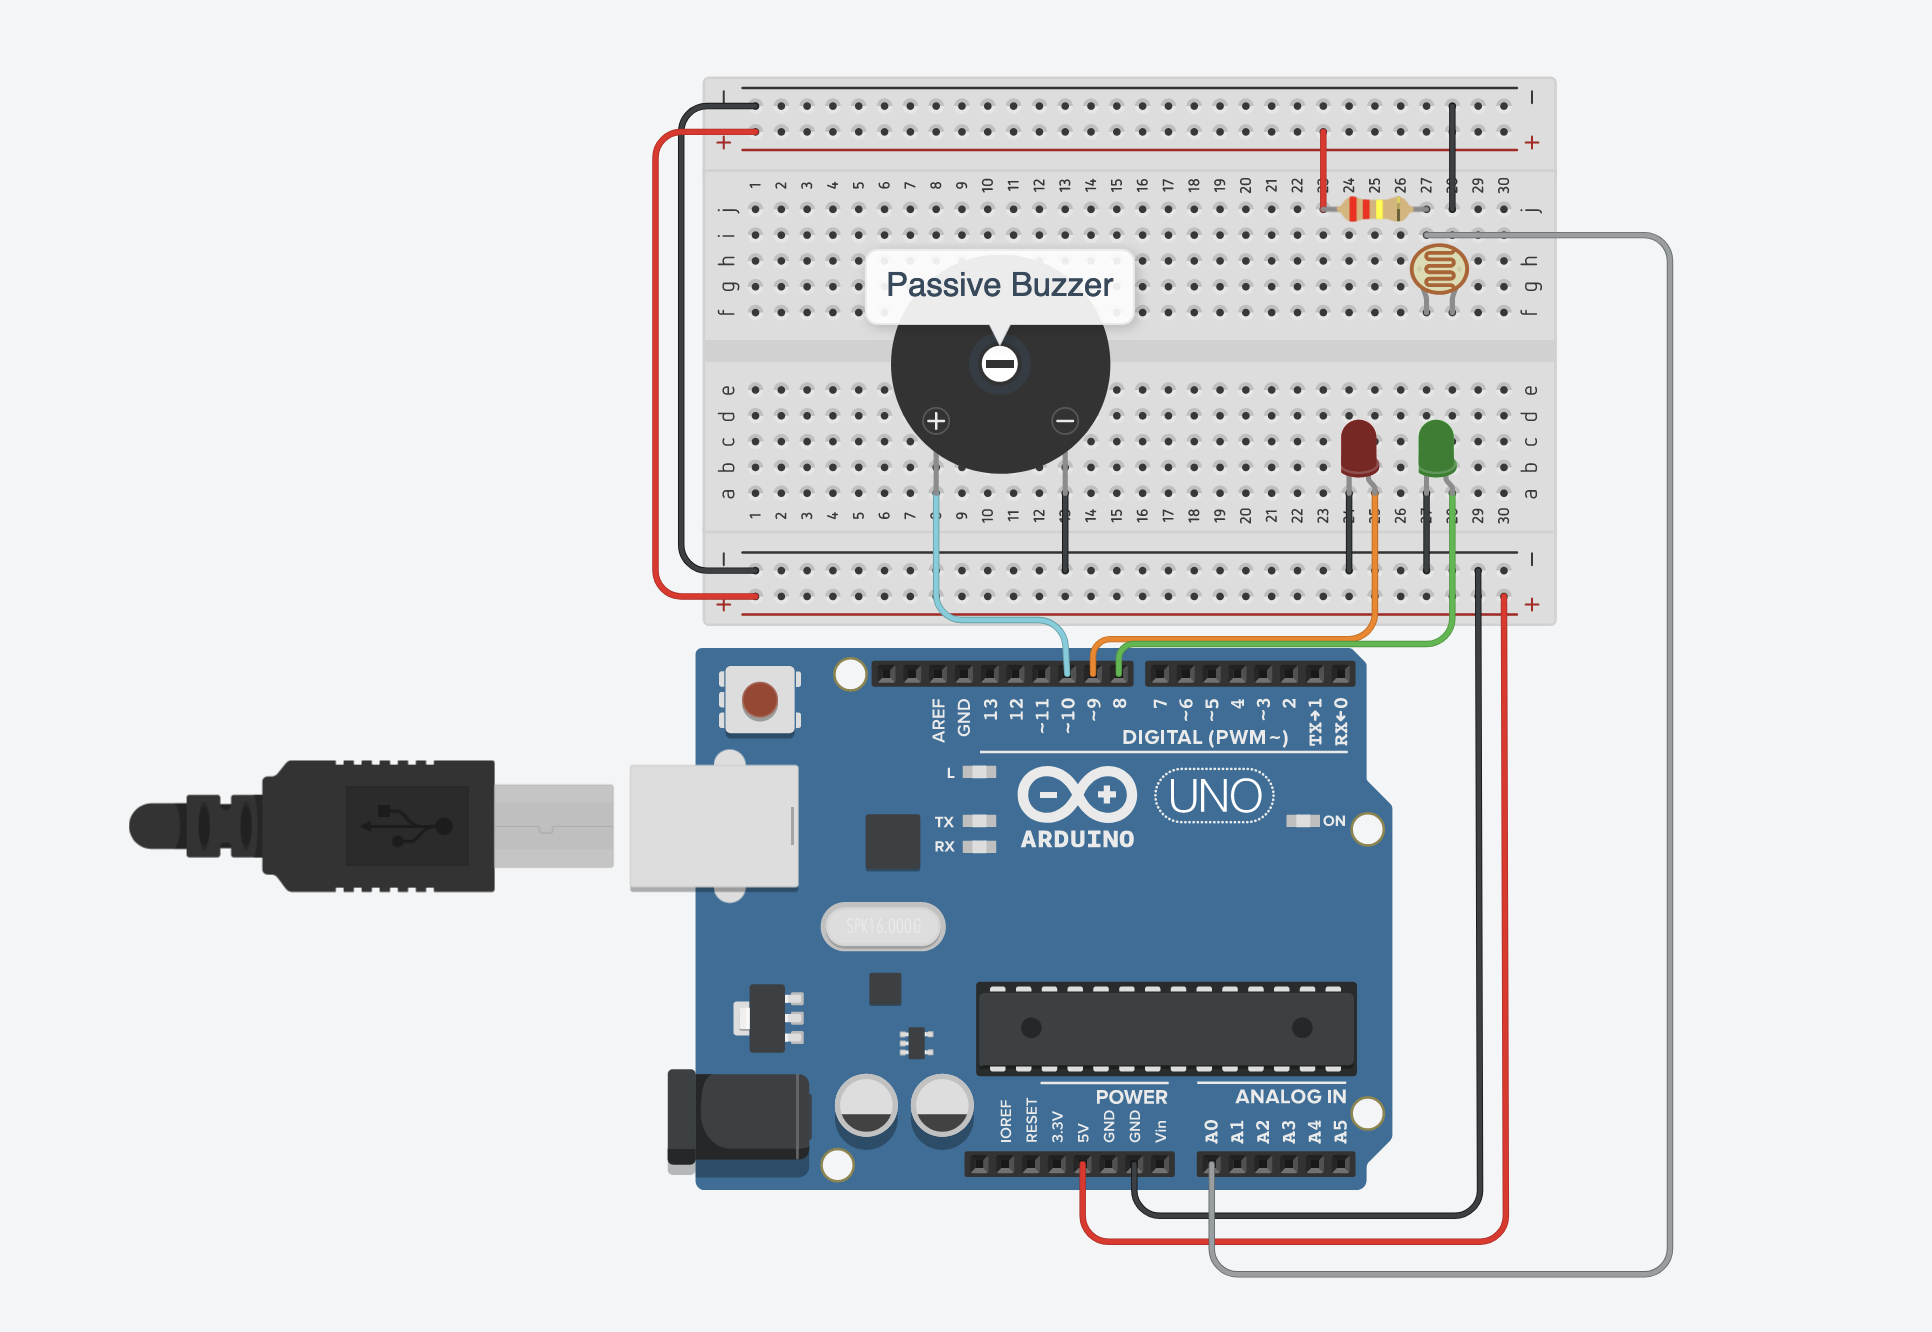 1 2 3 4 5 6 7 8 9 10 11 12 13 14 15 16 17 18 19 20 21 22 23 24 25 26 27 28 29 30
j j
i i
h h
g g
f f
Passive Buzzer
e e
d d
c c
b b
a a
1 2 3 4 5 6 7 8 9 10 11 12 13 14 15 16 17 18 19 20 21 22 23 24 25 26 27 28 29 30
AREF GND 13 12 ~11 ~10 ~9 8 7 ~6 ~5 4 ~3 2 TX→1 RX←0
DIGITAL (PWM~)
L
UNO
TX
ON
RX
ARDUINO
SPK16.000G
POWER ANALOG IN
IOREF RESET 3.3V 5V GND GND Vin A0 A1 A2 A3 A4 A5